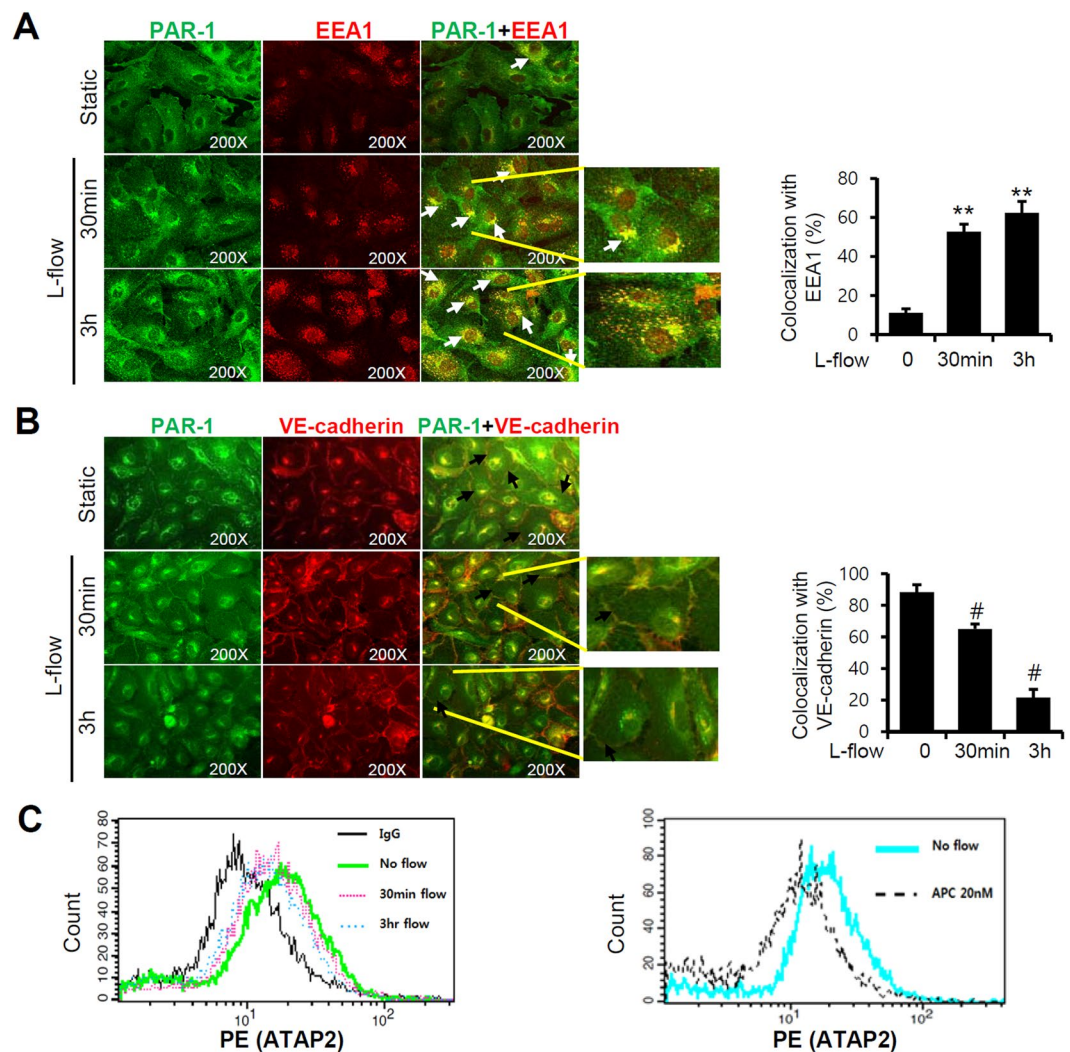 A
PAR-1 EEA1 PAR-1+EEA1
Static
200X 200X 200X
L-flow
30min
200X 200X 200X
3h
200X 200X 200X
Colocalization with
EEA1 (%)
80
60
40
20
0
** **
L-flow 0 30min 3h
B
PAR-1 VE-cadherin PAR-1+VE-cadherin
Static
200X 200X 200X
L-flow
30min
200X 200X 200X
3h
200X 200X 200X
Colocalization with
VE-cadherin (%)
100
80
60
40
20
0
# #
L-flow 0 30min 3h
C
Count
80
70
60
50
40
30
20
10
0
IgG
No flow
30min flow
3hr flow
10¹ 10²
PE (ATAP2)
Count
100
80
60
40
20
0
No flow
APC 20nM
10¹ 10²
PE (ATAP2)